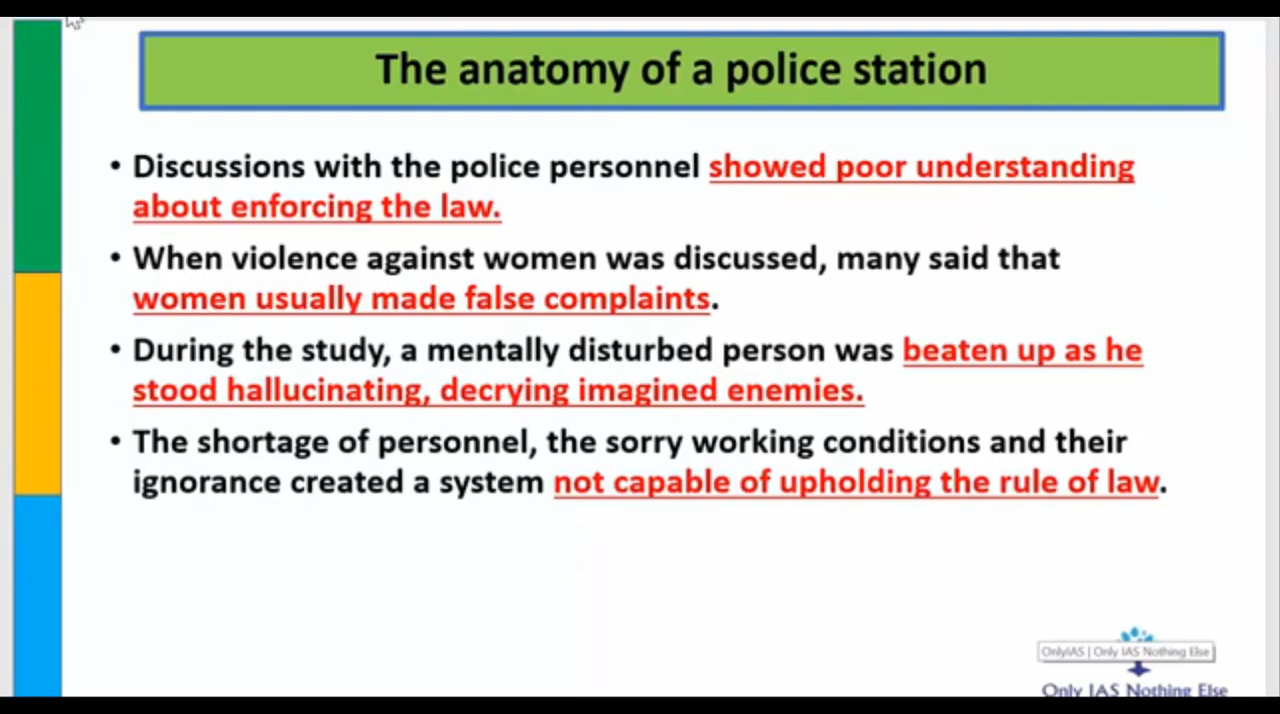 The anatomy of a police station
• Discussions with the police personnel showed poor understanding
about enforcing the law.
• When violence against women was discussed, many said that
women usually made false complaints.
• During the study, a mentally disturbed person was beaten up as he
stood hallucinating, decrying imagined enemies.
• The shortage of personnel, the sorry working conditions and their
ignorance created a system not capable of upholding the rule of law.
OnlyIAS | Only IAS Nothing Else
Only IAS Nothing Else